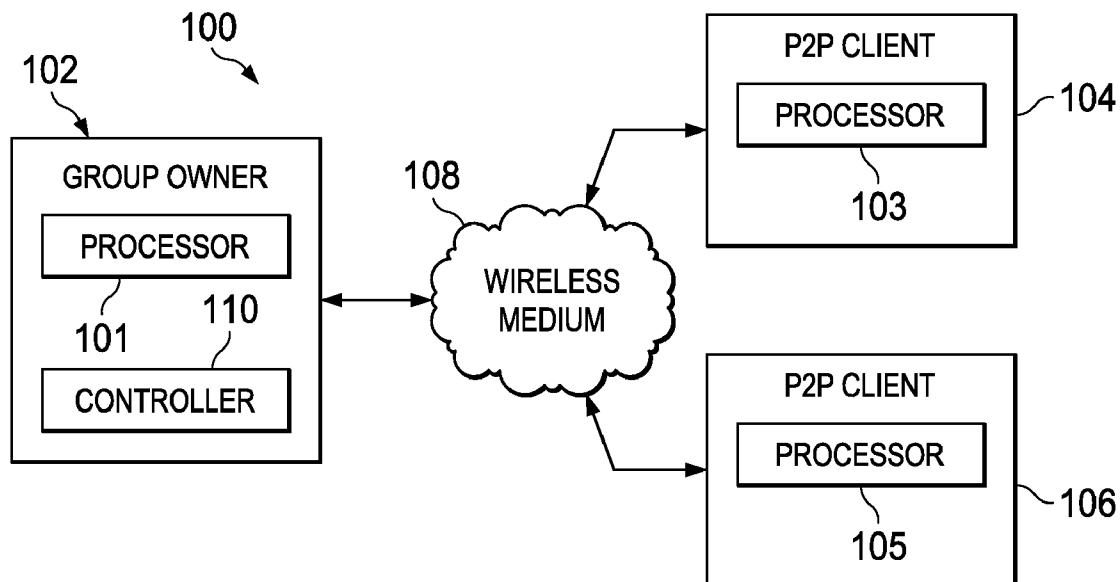 100
102
GROUP OWNER
PROCESSOR
101
110
CONTROLLER
108
WIRELESS
MEDIUM
P2P CLIENT
PROCESSOR
103
104
P2P CLIENT
PROCESSOR
105
106